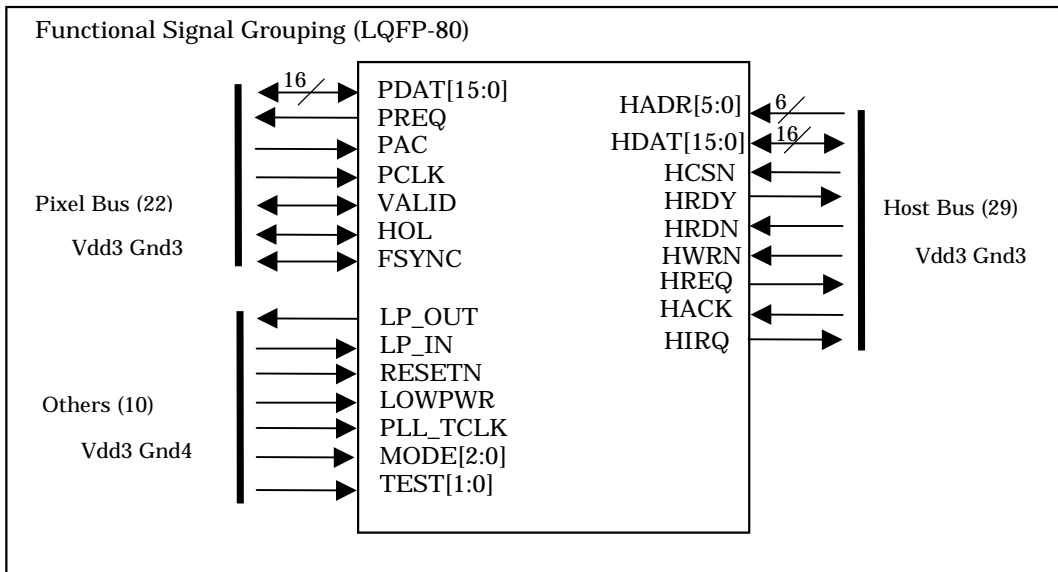 Functional Signal Grouping (LQFP-80)
16
PDAT[15:0]
PREQ
PAC
PCLK
VALID
HOL
FSYNC
Pixel Bus (22)
Vdd3 Gnd3
LP_OUT
LP_IN
RESETN
LOWPWR
PLL_TCLK
MODE[2:0]
TEST[1:0]
Others (10)
Vdd3 Gnd4
HADR[5:0]
6
HDAT[15:0]
16
HCSN
HRDY
HRDN
HWRN
HREQ
HACK
HIRQ
Host Bus (29)
Vdd3 Gnd3